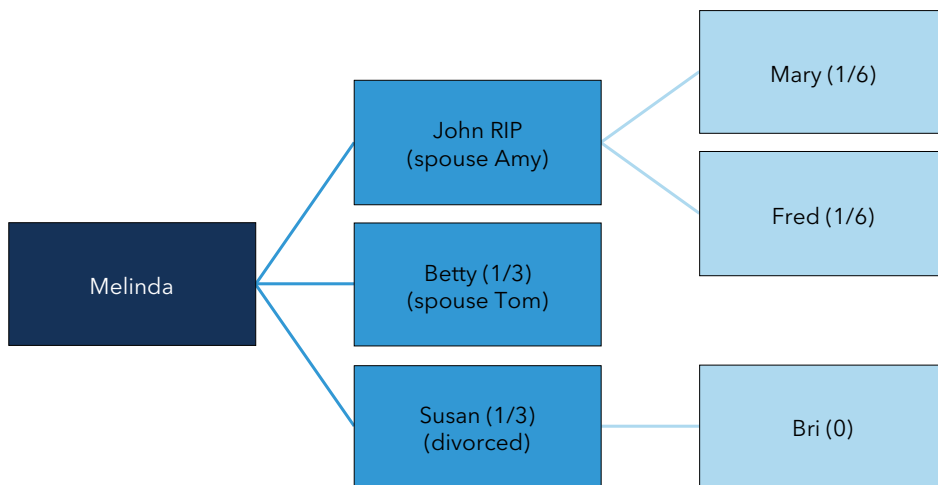 Melinda
John RIP
(spouse Amy)
Betty (1/3)
(spouse Tom)
Susan (1/3)
(divorced)
Mary (1/6)
Fred (1/6)
Bri (0)